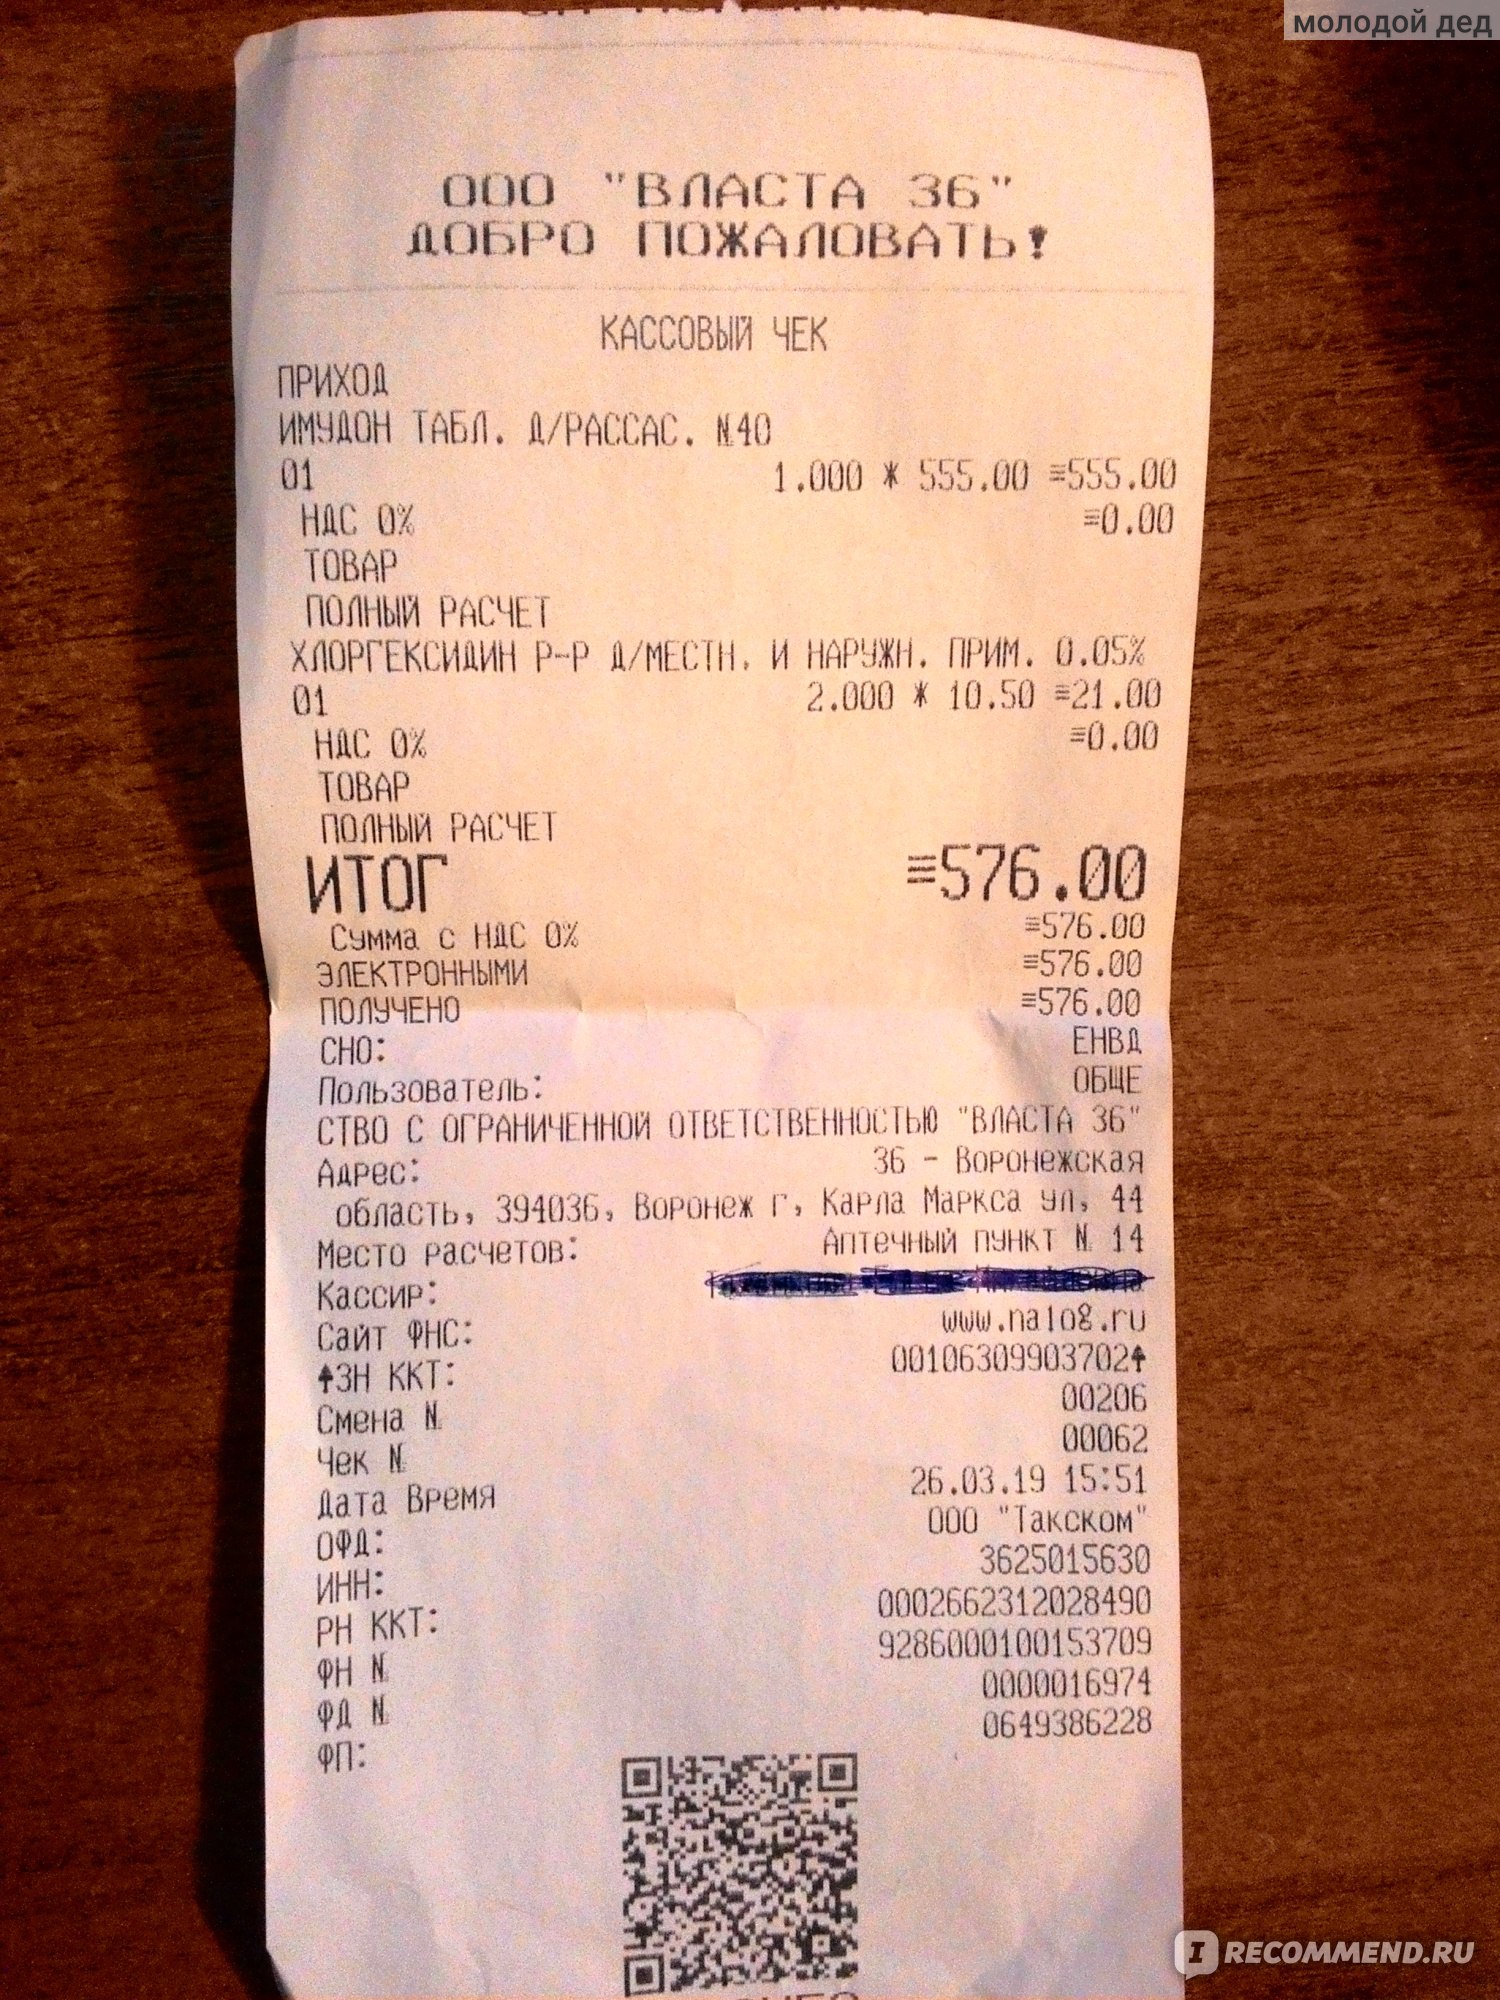 молодой дед
ООО "ВЛАСТА 36"
ДОБРО ПОЖАЛОВАТЬ!
КАССОВЫЙ ЧЕК
ПРИХОД
ИМУДОН ТАБЛ. Д/РАССАС. №40
01 1.000 * 555.00 ≡555.00
НДС 0% ≡0.00
ТОВАР
ПОЛНЫЙ РАСЧЕТ
ХЛОРГЕКСИДИН Р-Р Д/МЕСТН. И НАРУЖН. ПРИМ. 0.05%
01 2.000 * 10.50 ≡21.00
НДС 0% ≡0.00
ТОВАР
ПОЛНЫЙ РАСЧЕТ
ИТОГ ≡576.00
Сумма с НДС 0% ≡576.00
ЭЛЕКТРОННЫМИ ≡576.00
ПОЛУЧЕНО ≡576.00
СНО: ЕНВД
Пользователь: ОБЩЕ
СТВО С ОГРАНИЧЕННОЙ ОТВЕТСТВЕННОСТЬЮ "ВЛАСТА 36"
Адрес: 36 - Воронежская
область, 394036, Воронеж г, Карла Маркса ул, 44
Место расчетов: Аптечный пункт № 14
Кассир:
Сайт ФНС: www.nalog.ru
↑ЗН ККТ: 00106309903702↑
Смена № 00206
Чек № 00062
Дата Время 26.03.19 15:51
ОФД: ООО "Такском"
ИНН: 3625015630
РН ККТ: 0002662312028490
ФН № 9286000100153709
ФД № 0000016974
ФП: 0649386228
IRECOMMEND.RU